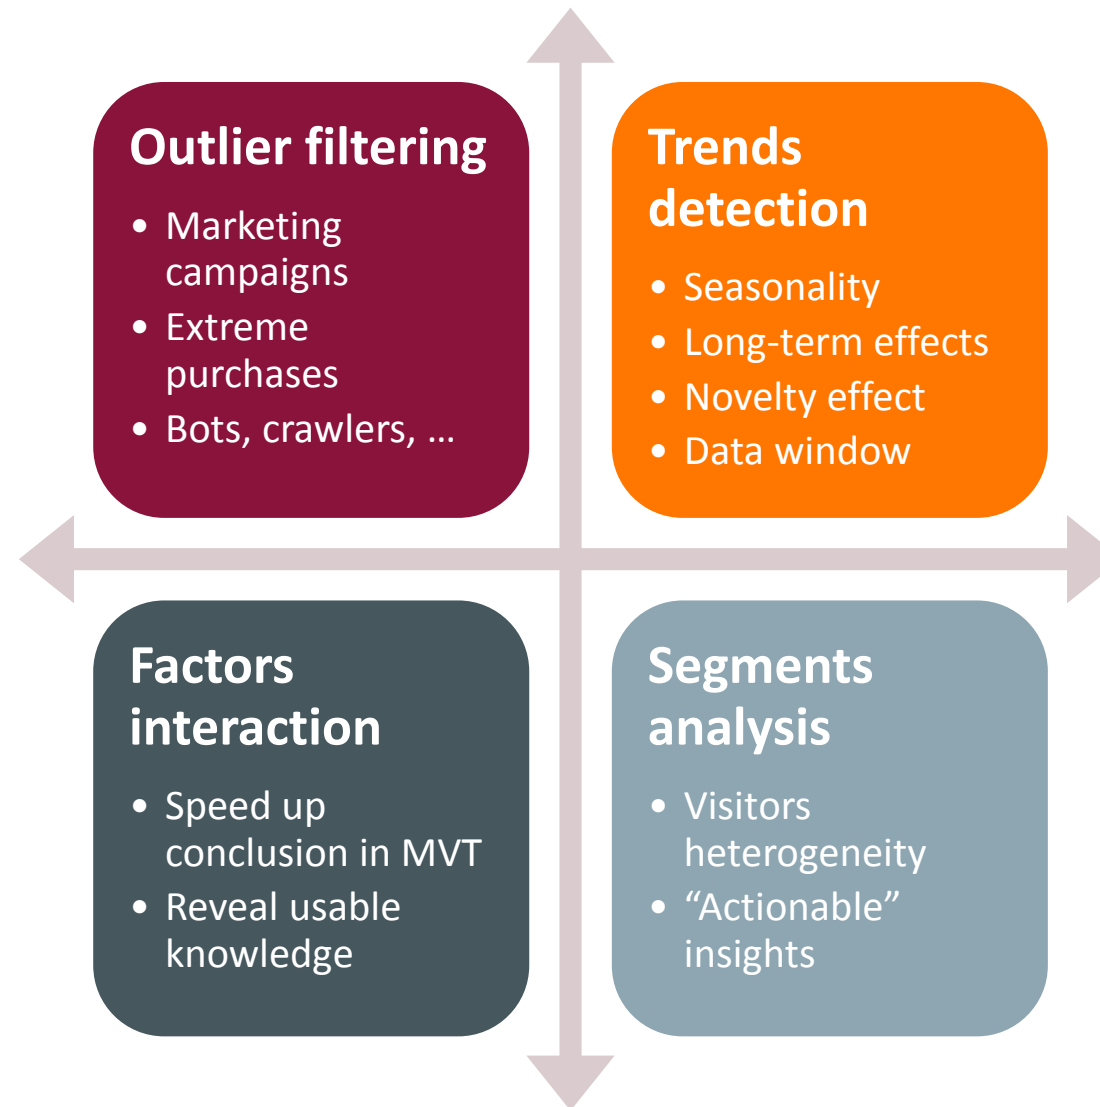 Outlier filtering
• Marketing
campaigns
• Extreme
purchases
• Bots, crawlers, ...
Trends
detection
• Seasonality
• Long-term effects
• Novelty effect
• Data window
Factors
interaction
• Speed up
conclusion in MVT
• Reveal usable
knowledge
Segments
analysis
• Visitors
heterogeneity
• “Actionable”
insights